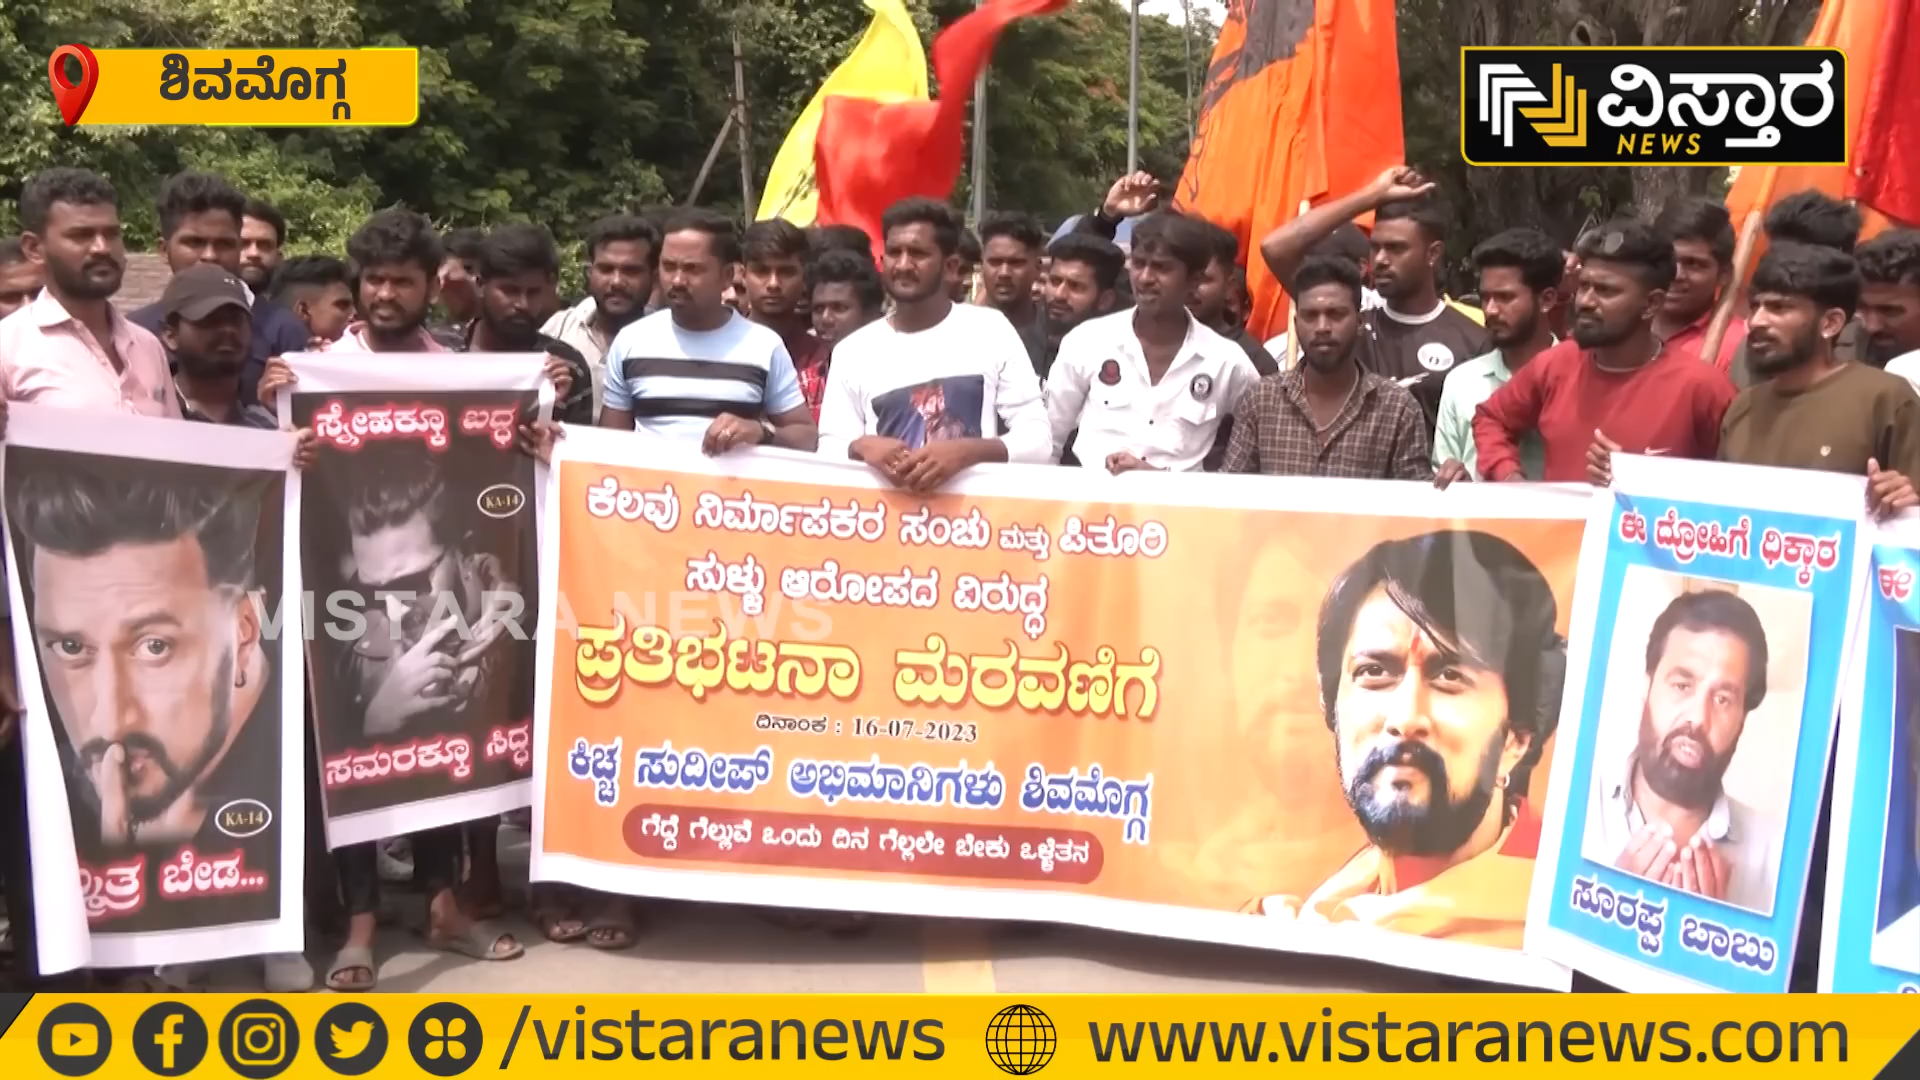 ಶಿವಮೊಗ್ಗ
ವಿಸ್ತಾರ
NEWS
ಸ್ನೇಹಕ್ಕೂ ಬದ್ಧ
KA-14
ಸಮರಕ್ಕೂ ಸಿದ್ಧ
KA-14
ಬೇಡ...
ಕೆಲವು ನಿರ್ಮಾಪಕರ ಸಂಚು ಮತ್ತು ಪಿತೂರಿ
ಸುಳ್ಳು ಆರೋಪದ ವಿರುದ್ಧ
ಪ್ರತಿಭಟನಾ ಮೆರವಣಿಗೆ
ದಿನಾಂಕ : 16-07-2023
ಕಿಚ್ಚ ಸುದೀಪ್ ಅಭಿಮಾನಿಗಳು ಶಿವಮೊಗ್ಗ
ಗೆದ್ದೆ ಗೆಲ್ಲುವೆ ಒಂದು ದಿನ ಗೆಲ್ಲಲೇ ಬೇಕು ಒಳ್ಳೆತನ
ಈ ದ್ರೋಹಿಗೆ ಧಿಕ್ಕಾರ
ಸೂರಪ್ಪ ಬಾಬು
ಈ
VISTARA NEWS
/vistaranews
www.vistaranews.com